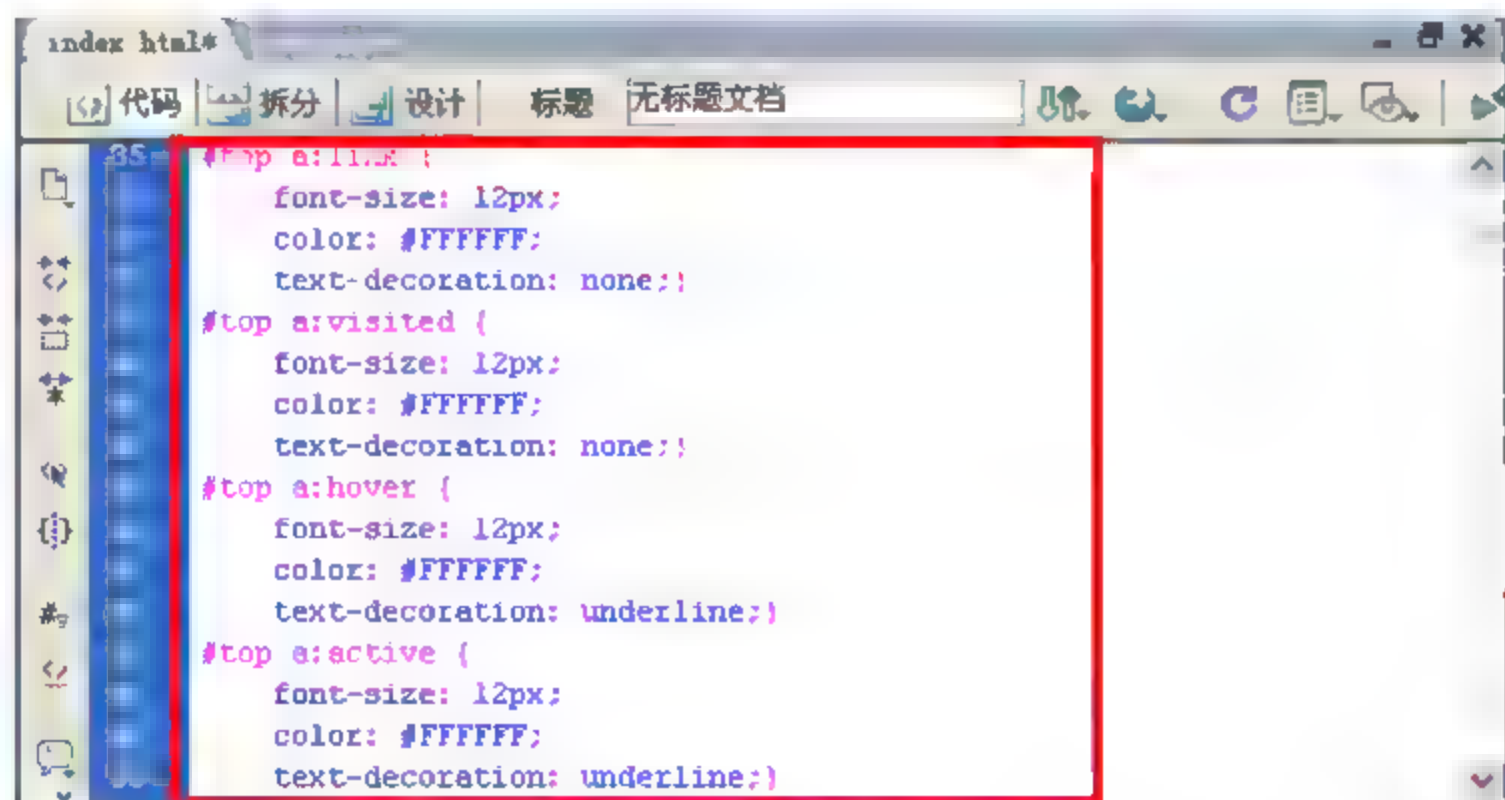 index html*
代码 拆分 设计 标题 无标题文档
35 #top a:link {
font-size: 12px;
color: #FFFFFF;
text-decoration: none;}
#top a:visited {
font-size: 12px;
color: #FFFFFF;
text-decoration: none;}
#top a:hover {
font-size: 12px;
color: #FFFFFF;
text-decoration: underline;}
#top a:active {
font-size: 12px;
color: #FFFFFF;
text-decoration: underline;}